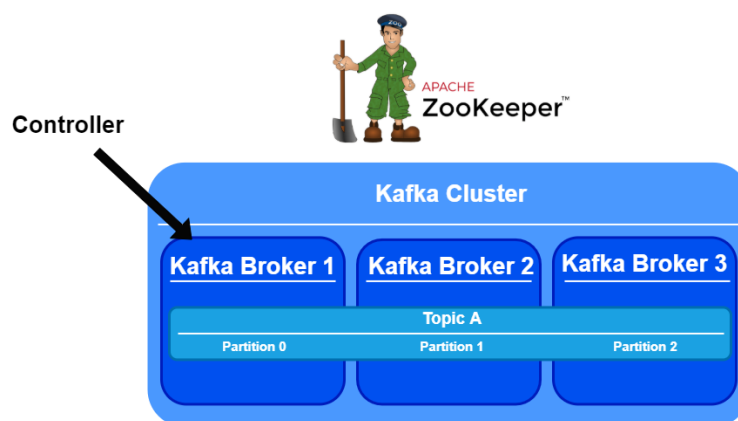 ZOO
APACHE
ZooKeeper™
Controller
Kafka Cluster
Kafka Broker 1
Kafka Broker 2
Kafka Broker 3
Topic A
Partition 0
Partition 1
Partition 2